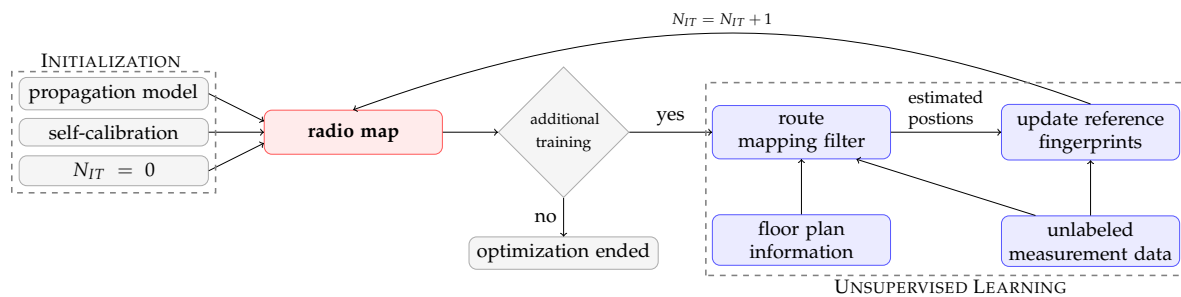 N_IT = N_IT + 1
INITIALIZATION
propagation model
self-calibration
N_IT = 0
radio map
additional
training
yes
no
optimization ended
route
mapping filter
estimated
postions
update reference
fingerprints
floor plan
information
unlabeled
measurement data
UNSUPERVISED LEARNING